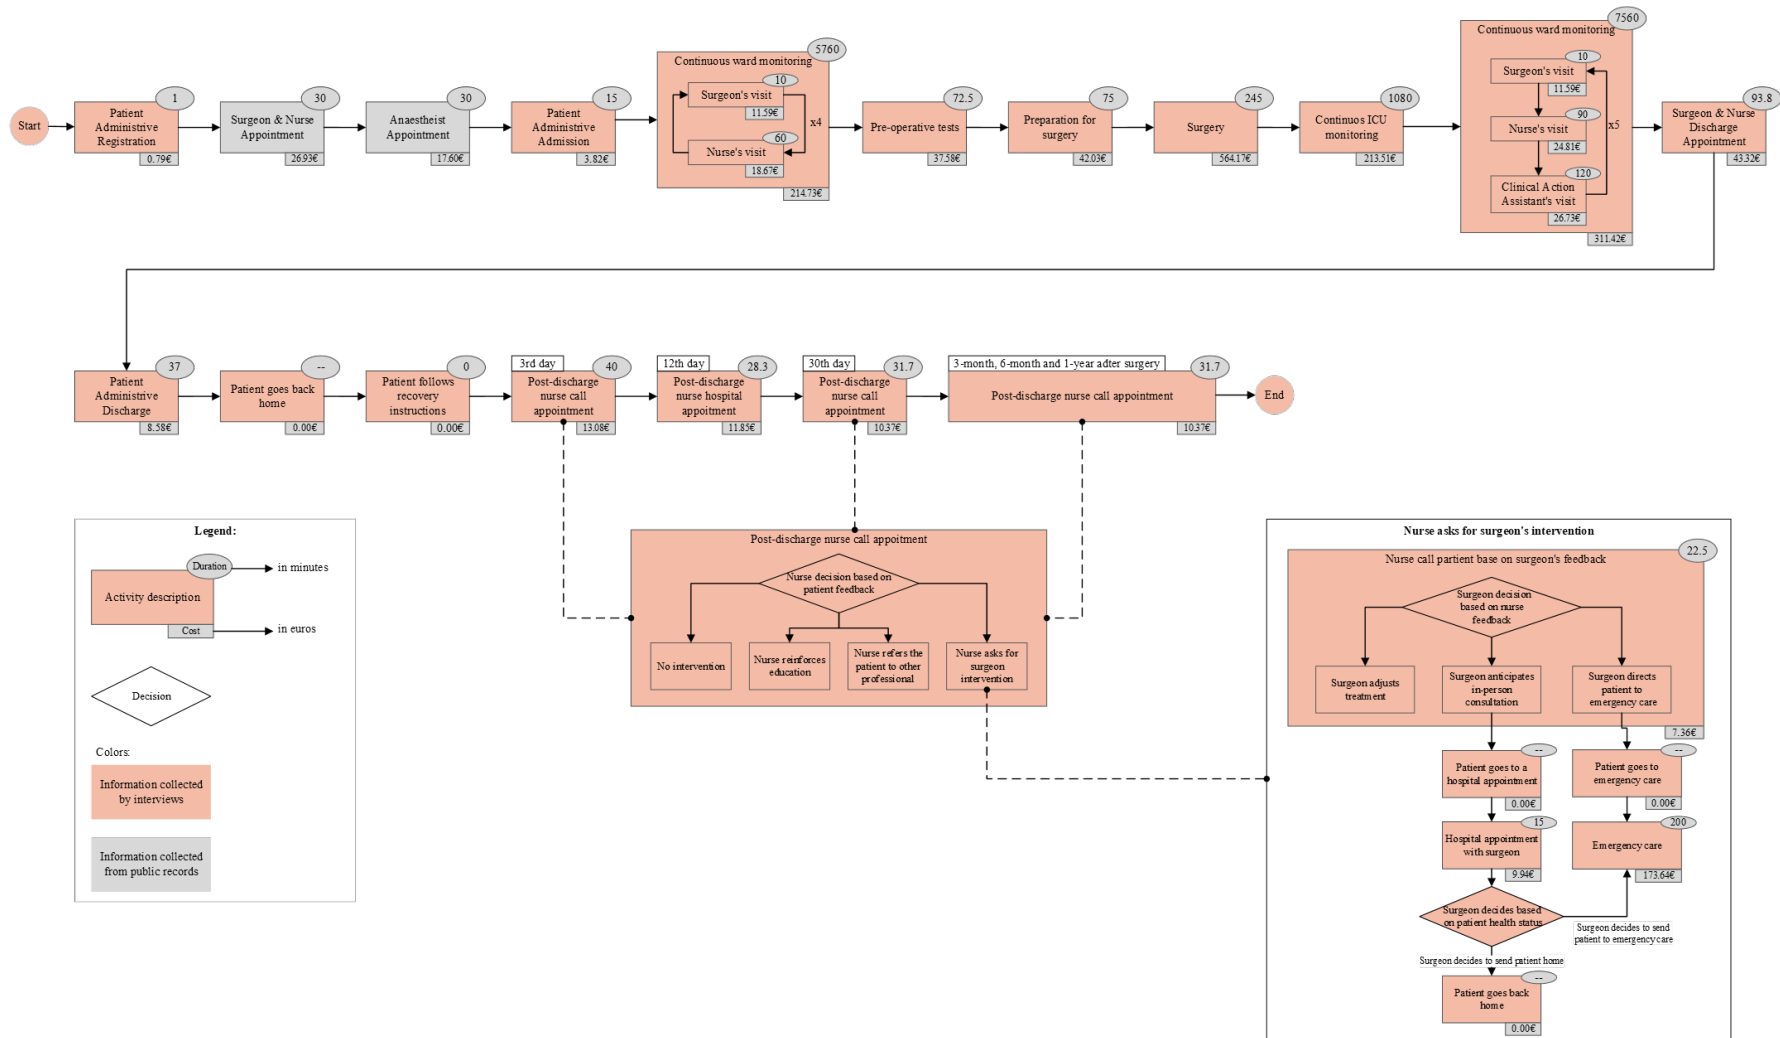 Start
1
Patient
Administrive
Registration
0.79€
30
Surgeon & Nurse
Appointment
26.93€
30
Anaestheist
Appointment
17.60€
15
Patient
Administrive
Admission
3.82€
5760
Continuous ward monitoring
10
Surgeon's visit
11.59€
x4
60
Nurse's visit
18.67€
214.73€
72.5
Pre-operative tests
37.58€
75
Preparation for
surgery
42.03€
245
Surgery
564.17€
1080
Continuos ICU
monitoring
213.51€
7560
Continuous ward monitoring
10
Surgeon's visit
11.59€
90
Nurse's visit
24.81€
x5
120
Clinical Action
Assistant's visit
26.73€
311.42€
93.8
Surgeon & Nurse
Discharge
Appointment
43.32€
37
Patient
Administrive
Discharge
8.58€
--
Patient goes back
home
0.00€
0
Patient follows
recovery
instructions
0.00€
3rd day
40
Post-discharge
nurse call
appointment
13.08€
12th day
28.3
Post-discharge
nurse hospital
appoitment
11.85€
30th day
31.7
Post-discharge
nurse call
appointment
10.37€
3-month, 6-month and 1-year adter surgery
31.7
Post-discharge nurse call appointment
10.37€
End
Legend:
Duration
in minutes
Activity description
Cost
in euros
Decision
Colors:
Information collected
by interviews
Information collected
from public records
Post-discharge nurse call appoitment
Nurse decision based on
patient feedback
No intervention
Nurse reinforces
education
Nurse refers the
patient to other
professional
Nurse asks for
surgeon
intervention
Nurse asks for surgeon's intervention
22.5
Nurse call partient base on surgeon's feedback
Surgeon decision
based on nurse
feedback
Surgeon adjusts
treatment
Surgeon anticipates
in-person
consultation
Surgeon directs
patient to
emergency care
7.36€
--
Patient goes to a
hospital appointment
0.00€
--
Patient goes to
emergency care
0.00€
15
Hospital appointment
with surgeon
9.94€
200
Emergency care
173.64€
Surgeon decides based
on patient health status
Surgeon decides to send
patient to emergency care
Surgeon decides to send patient home
--
Patient goes back
home
0.00€